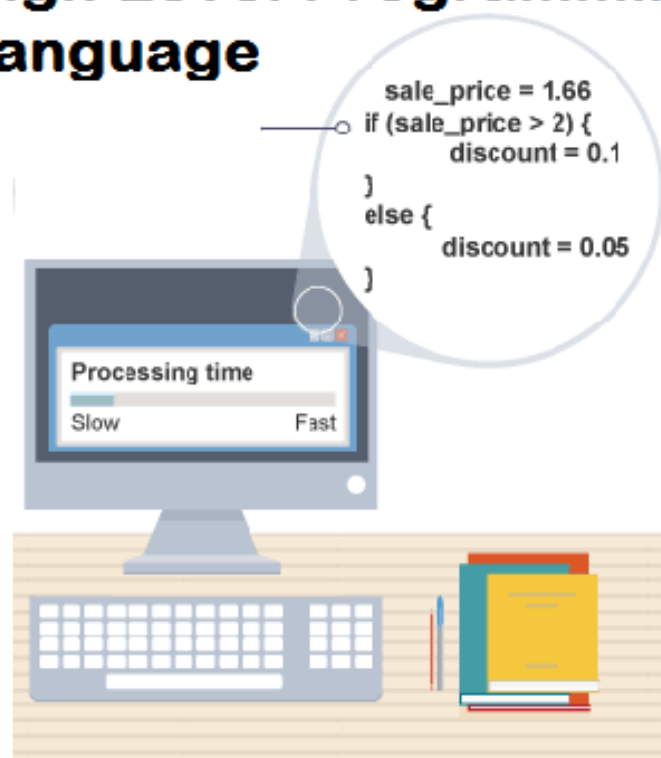 anguage
sale_price = 1.66
if (sale_price > 2) {
discount = 0.1
}
else {
discount = 0.05
}
Processing time
Slow Fast